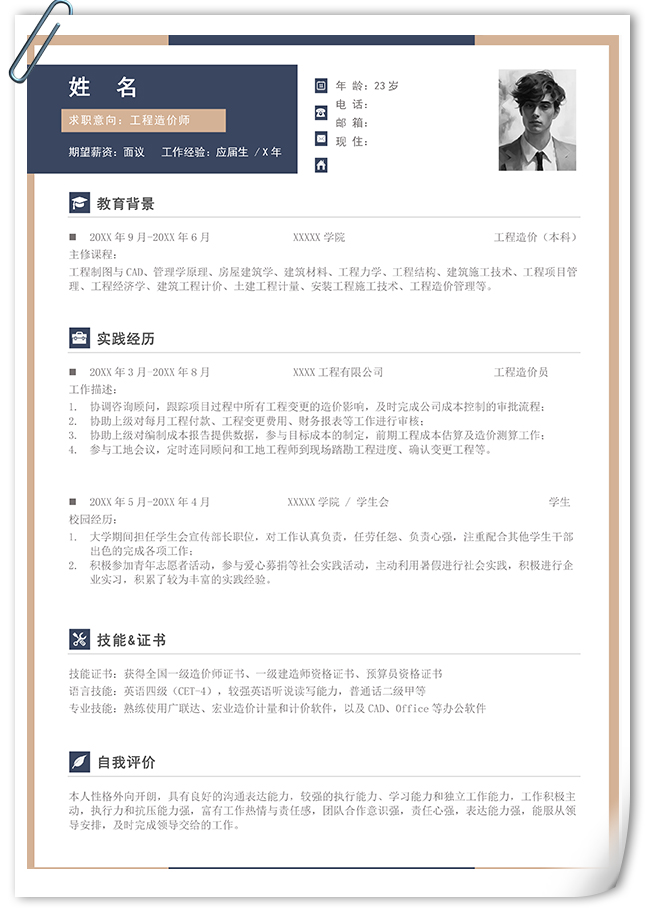 姓 名
求职意向：工程造价师
期望薪资：面议 工作经验：应届生 /X 年
年 龄：23 岁
电 话：
邮 箱：
现 住：
教育背景
■ 20XX 年 9 月-20XX 年 6 月 XXXXX 学院 工程造价（本科）
主修课程：
工程制图与 CAD、管理学原理、房屋建筑学、建筑材料、工程力学、工程结构、建筑施工技术、工程项目管
理、工程经济学、建筑工程计价、土建工程计量、安装工程施工技术、工程造价管理等。
实践经历
■ 20XX 年 3 月-20XX 年 8 月 XXXX 工程有限公司 工程造价员
工作描述：
1. 协调咨询顾问，跟踪项目过程中所有工程变更的造价影响，及时完成公司成本控制的审批流程；
2. 协助上级对每月工程付款、工程变更费用、财务报表等工作进行审核；
3. 协助上级对编制成本报告提供数据，参与目标成本的制定，前期工程成本估算及造价测算工作；
4. 参与工地会议，定时连同顾问和工地工程师到现场踏勘工程进度、确认变更工程等。
■ 20XX 年 5 月-20XX 年 4 月 XXXXX 学院 / 学生会 学生
校园经历：
1. 大学期间担任学生会宣传部长职位，对工作认真负责，任劳任怨、负责心强，注重配合其他学生干部
出色的完成各项工作；
2. 积极参加青年志愿者活动，参与爱心募捐等社会实践活动，主动利用暑假进行社会实践，积极进行企
业实习，积累了较为丰富的实践经验。
技能&证书
技能证书：获得全国一级造价师证书、一级建造师资格证书、预算员资格证书
语言技能：英语四级（CET-4），较强英语听说读写能力，普通话二级甲等
专业技能：熟练使用广联达、宏业造价计量和计价软件，以及 CAD、Office 等办公软件
自我评价
本人性格外向开朗，具有良好的沟通表达能力，较强的执行能力、学习能力和独立工作能力，工作积极主
动，执行力和抗压能力强，富有工作热情与责任感，团队合作意识强，责任心强，表达能力强，能服从领
导安排，及时完成领导交给的工作。